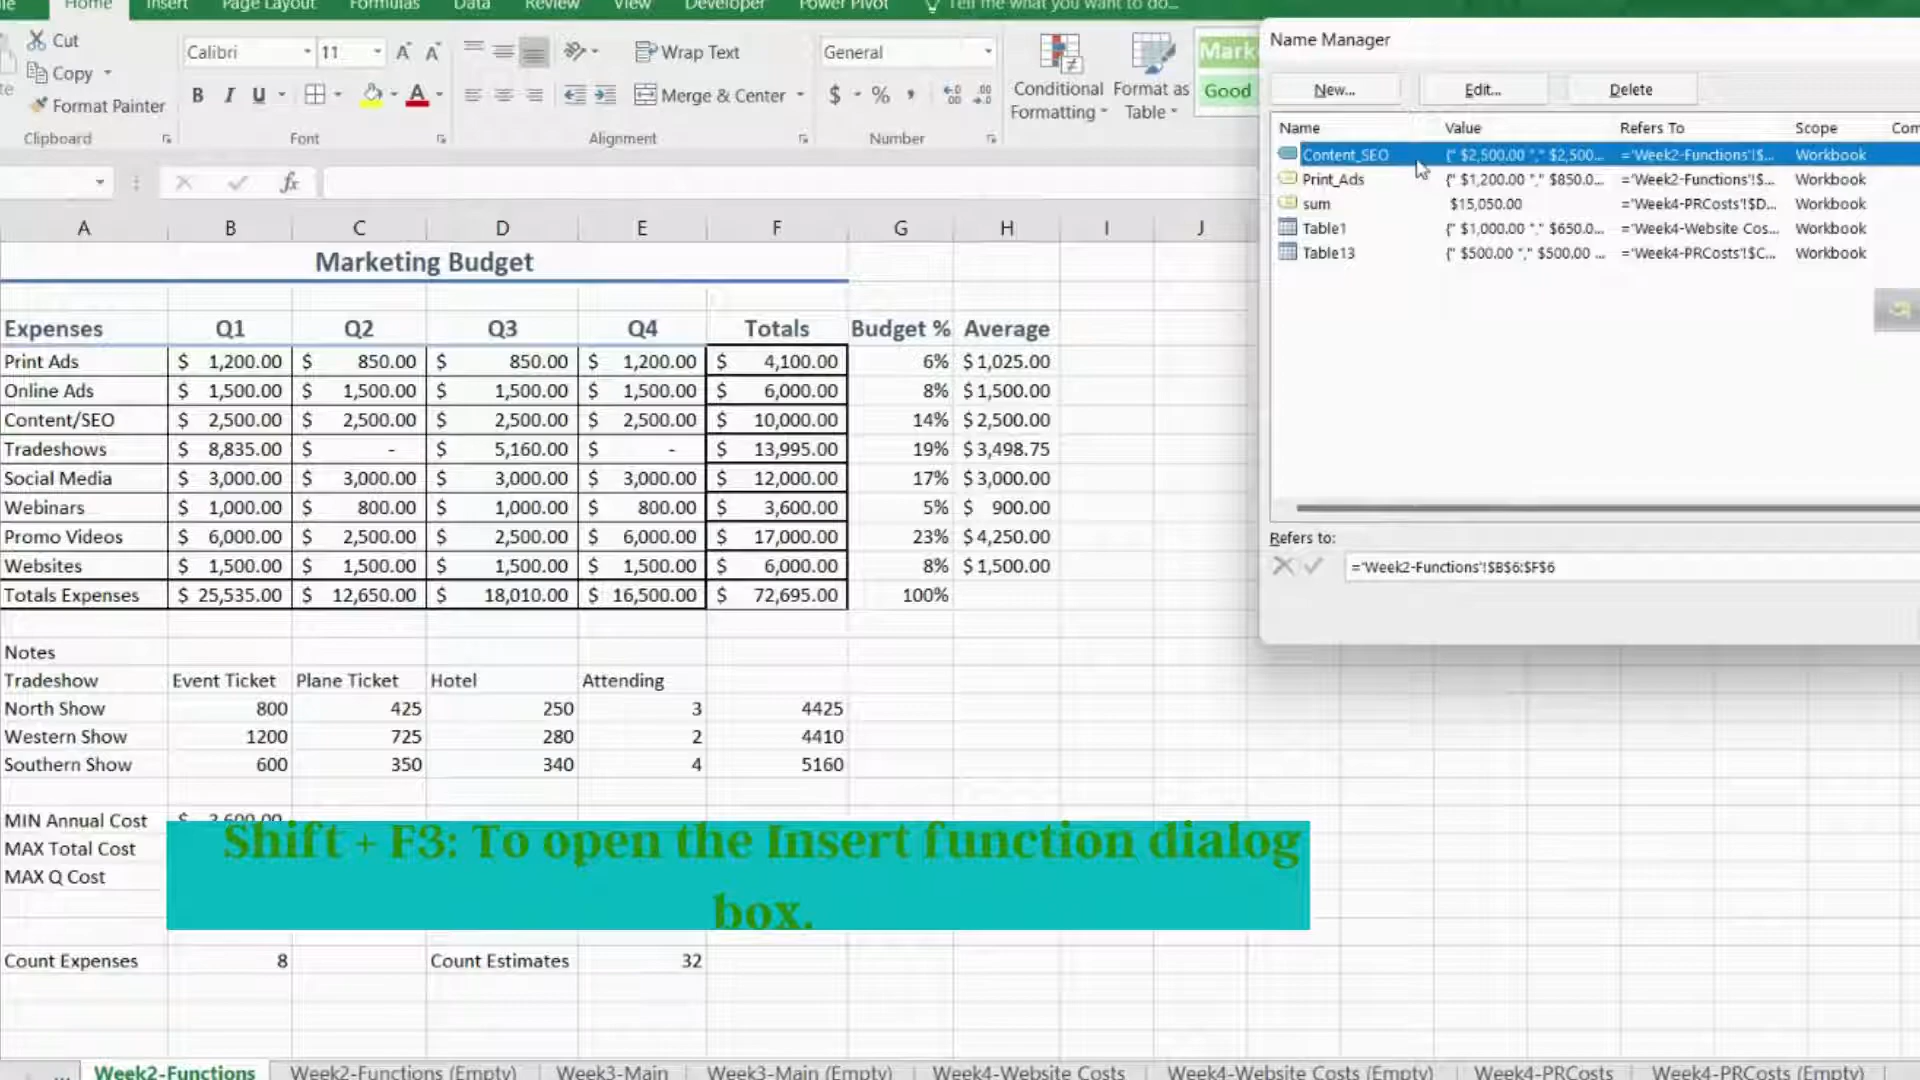 Home Insert Page Layout Formulas Data Review View Developer Power Pivot Tell me what you want to do...
Cut
Copy
Format Painter
Clipboard
Calibri 11
B I U
Font
Wrap Text
Merge & Center
Alignment
General
$ % ,
Number
Conditional Formatting
Format as Table
Good
Name Manager
New... Edit... Delete
Name Value Refers To Scope
Content_SEO {" $2,500.00 "," $2,500... ='Week2-Functions'!$... Workbook
Print_Ads {" $1,200.00 "," $850.0... ='Week2-Functions'!$... Workbook
sum $15,050.00 ='Week4-PRCosts'!$D... Workbook
Table1 {" $1,000.00 "," $650.0... ='Week4-Website Cos... Workbook
Table13 {" $500.00 "," $500.00 ... ='Week4-PRCosts'!$C... Workbook
Refers to:
='Week2-Functions'!$B$6:$F$6
fx
A B C D E F G H I J
Marketing Budget
Expenses Q1 Q2 Q3 Q4 Totals Budget % Average
Print Ads $ 1,200.00 $ 850.00 $ 850.00 $ 1,200.00 $ 4,100.00 6% $ 1,025.00
Online Ads $ 1,500.00 $ 1,500.00 $ 1,500.00 $ 1,500.00 $ 6,000.00 8% $ 1,500.00
Content/SEO $ 2,500.00 $ 2,500.00 $ 2,500.00 $ 2,500.00 $ 10,000.00 14% $ 2,500.00
Tradeshows $ 8,835.00 $ - $ 5,160.00 $ - $ 13,995.00 19% $ 3,498.75
Social Media $ 3,000.00 $ 3,000.00 $ 3,000.00 $ 3,000.00 $ 12,000.00 17% $ 3,000.00
Webinars $ 1,000.00 $ 800.00 $ 1,000.00 $ 800.00 $ 3,600.00 5% $ 900.00
Promo Videos $ 6,000.00 $ 2,500.00 $ 2,500.00 $ 6,000.00 $ 17,000.00 23% $ 4,250.00
Websites $ 1,500.00 $ 1,500.00 $ 1,500.00 $ 1,500.00 $ 6,000.00 8% $ 1,500.00
Totals Expenses $ 25,535.00 $ 12,650.00 $ 18,010.00 $ 16,500.00 $ 72,695.00 100%
Notes
Tradeshow Event Ticket Plane Ticket Hotel Attending
North Show 800 425 250 3 4425
Western Show 1200 725 280 2 4410
Southern Show 600 350 340 4 5160
MIN Annual Cost $ 3,600.00
MAX Total Cost
MAX Q Cost
Shift + F3: To open the Insert function dialog
box.
Count Expenses 8 Count Estimates 32
... Week2-Functions Week2-Functions (Empty) Week3-Main Week3-Main (Empty) Week4-Website Costs Week4-Website Costs (Empty) Week4-PRCosts Week4-PRCosts (Empty)